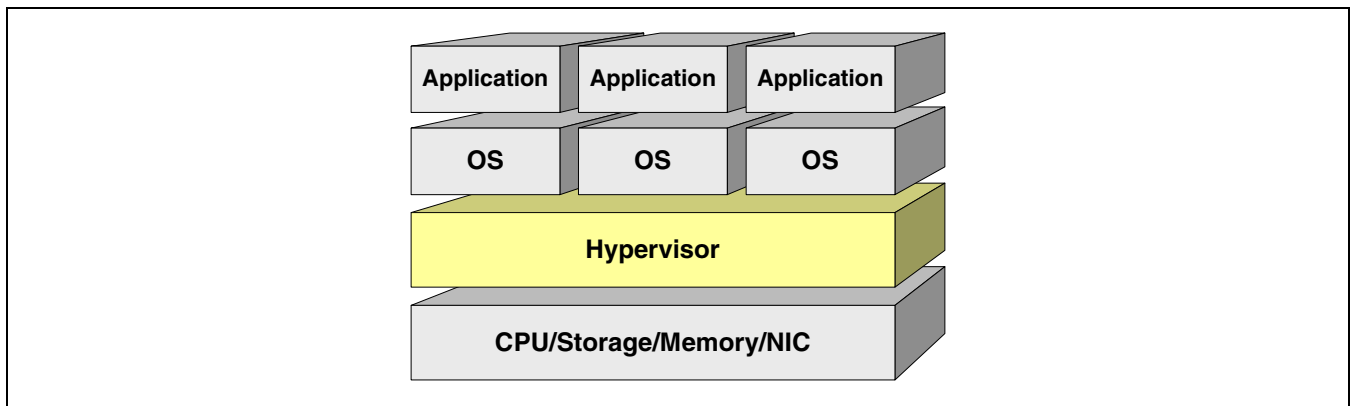 Application Application Application
OS OS OS
Hypervisor
CPU/Storage/Memory/NIC